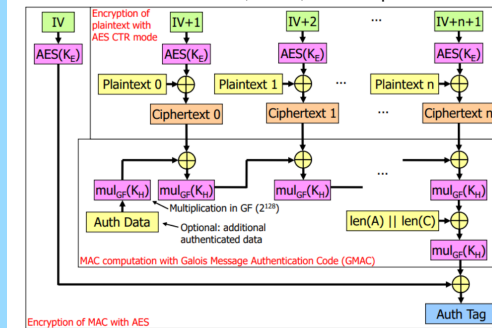 IV
Encryption of
plaintext with
AES CTR mode
IV+1
IV+2
...
IV+n+1
AES(KE)
AES(KE)
AES(KE)
AES(KE)
Plaintext 0
Plaintext 1
...
Plaintext n
Ciphertext 0
Ciphertext 1
Ciphertext n
...
mulGF(KH)
mulGF(KH)
mulGF(KH)
mulGF(KH)
Multiplication in GF (2128)
Auth Data
Optional: additional
authenticated data
len(A) || len(C)
mulGF(KH)
MAC computation with Galois Message Authentication Code (GMAC)
Encryption of MAC with AES
Auth Tag